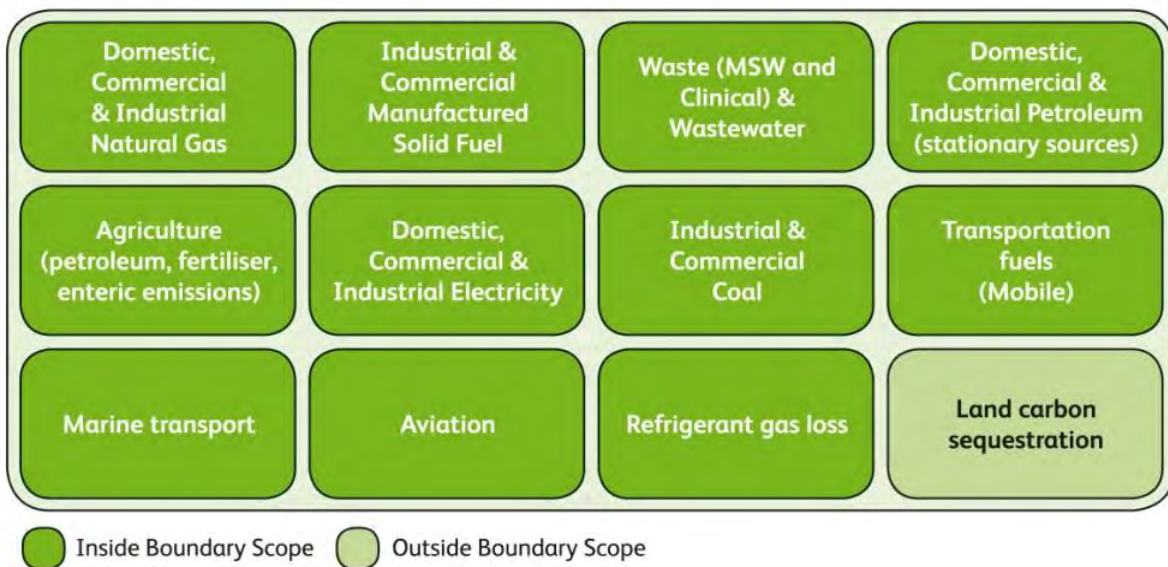 Domestic,
Commercial
& Industrial
Natural Gas
Industrial &
Commercial
Manufactured
Solid Fuel
Waste (MSW and
Clinical) &
Wastewater
Domestic,
Commercial &
Industrial Petroleum
(stationary sources)
Agriculture
(petroleum, fertiliser,
enteric emissions)
Domestic,
Commercial &
Industrial Electricity
Industrial &
Commercial
Coal
Transportation
fuels
(Mobile)
Marine transport
Aviation
Refrigerant gas loss
Land carbon
sequestration
Inside Boundary Scope
Outside Boundary Scope